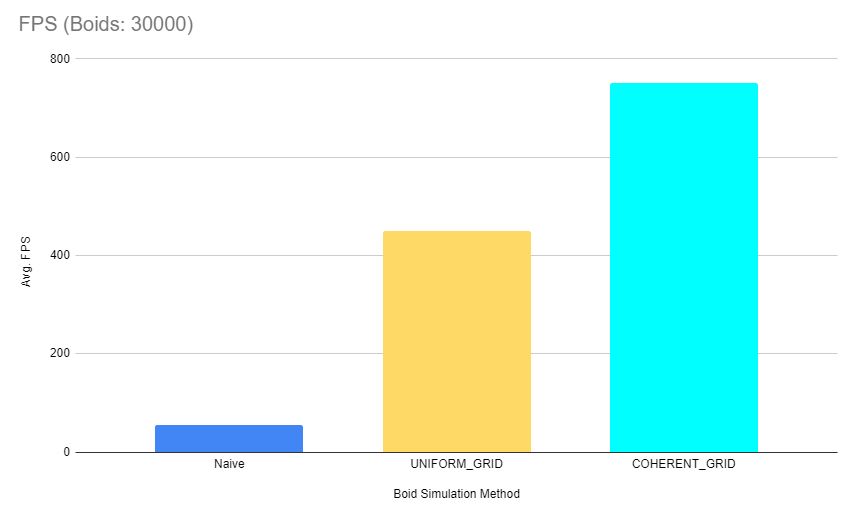 FPS (Boids: 30000)
800
600
400
200
0
Avg. FPS
Naive
UNIFORM_GRID
COHERENT_GRID
Boid Simulation Method